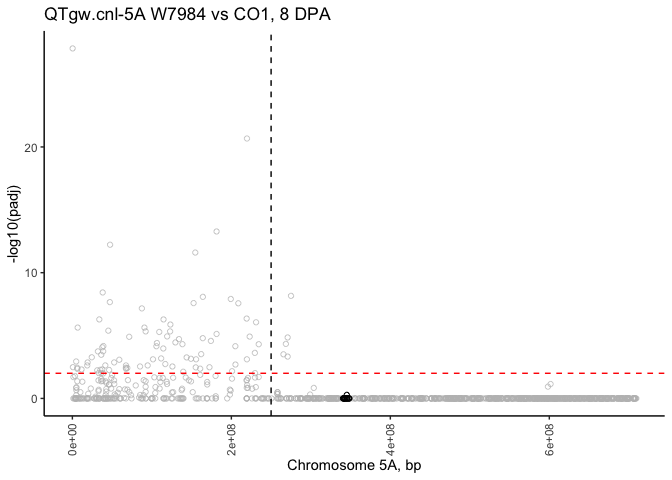 QTgw.cnl-5A W7984 vs CO1, 8 DPA
-log10(padj)
20
10
0
0e+00
2e+08
4e+08
6e+08
Chromosome 5A, bp